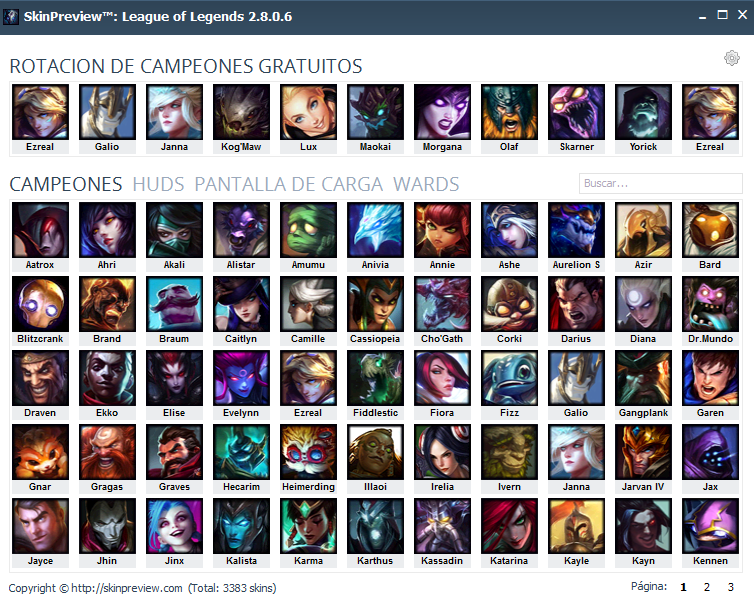 SkinPreview™: League of Legends 2.8.0.6
ROTACION DE CAMPEONES GRATUITOS
Ezreal Galio Janna Kog'Maw Lux Maokai Morgana Olaf Skarner Yorick Ezreal
CAMPEONES HUDS PANTALLA DE CARGA WARDS Buscar...
Aatrox Ahri Akali Alistar Amumu Anivia Annie Ashe Aurelion S Azir Bard
Blitzcrank Brand Braum Caitlyn Camille Cassiopeia Cho'Gath Corki Darius Diana Dr.Mundo
Draven Ekko Elise Evelynn Ezreal Fiddlestic Fiora Fizz Galio Gangplank Garen
Gnar Gragas Graves Hecarim Heimerding Illaoi Irelia Ivern Janna Jarvan IV Jax
Jayce Jhin Jinx Kalista Karma Karthus Kassadin Katarina Kayle Kayn Kennen
Copyright © http://skinpreview.com (Total: 3383 skins) Página: 1 2 3